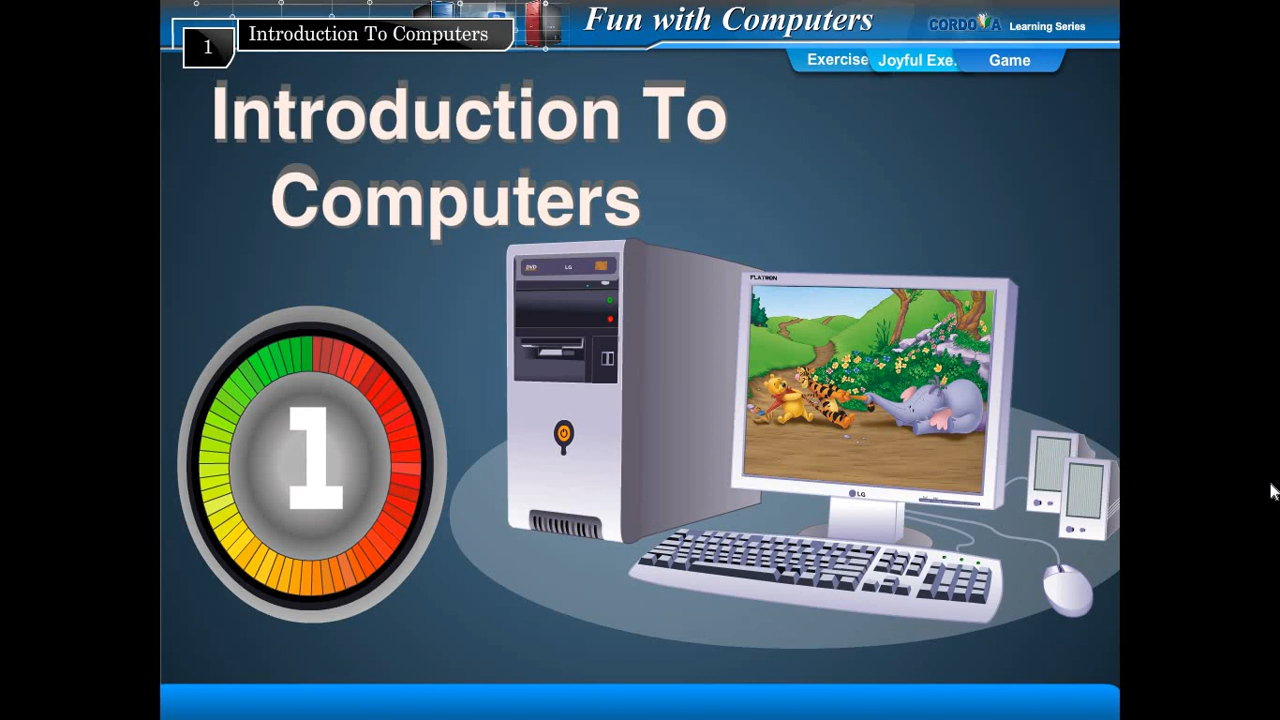 Introduction To Computers
1
Fun with Computers
CORDOVA Learning Series
Exercise
Joyful Exe.
Game
Introduction To
Computers
DVD
LG
FLATRON
1
LG